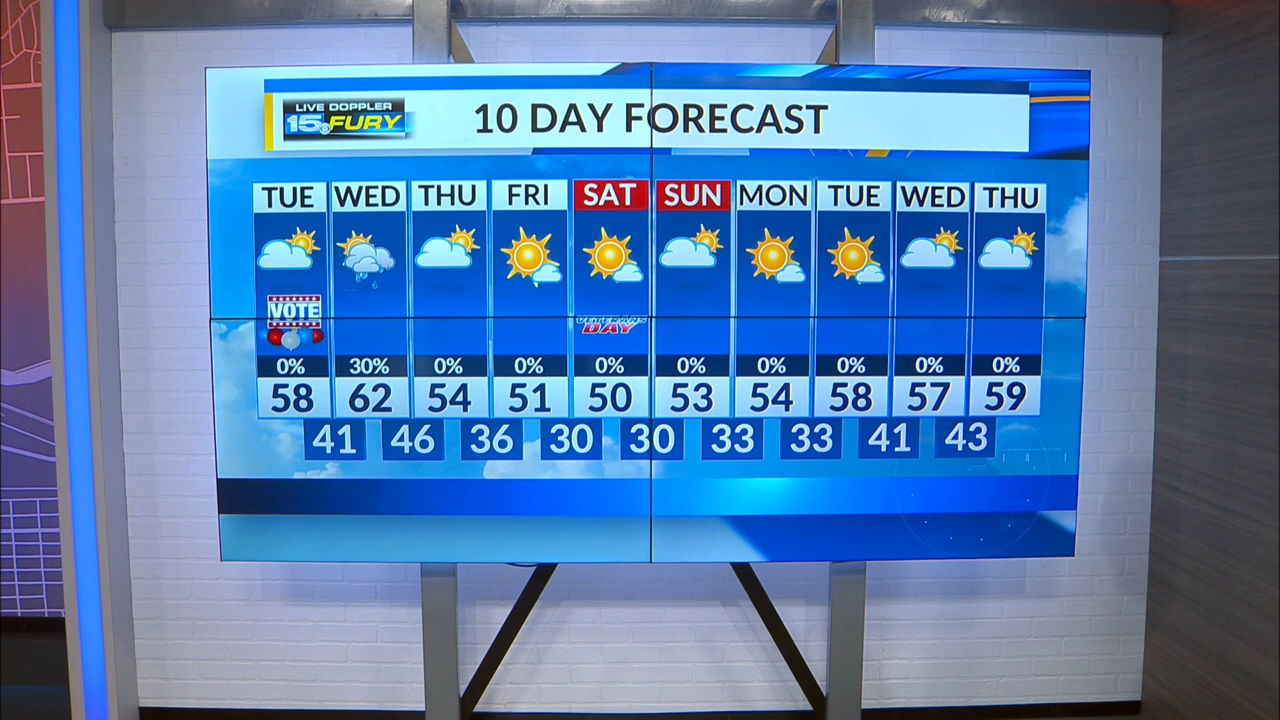 LIVE DOPPLER
15 FURY
10 DAY FORECAST
TUE WED THU FRI SAT SUN MON TUE WED THU
VOTE
VETERANS
DAY
0% 30% 0% 0% 0% 0% 0% 0% 0% 0%
58 62 54 51 50 53 54 58 57 59
41 46 36 30 30 33 33 41 43